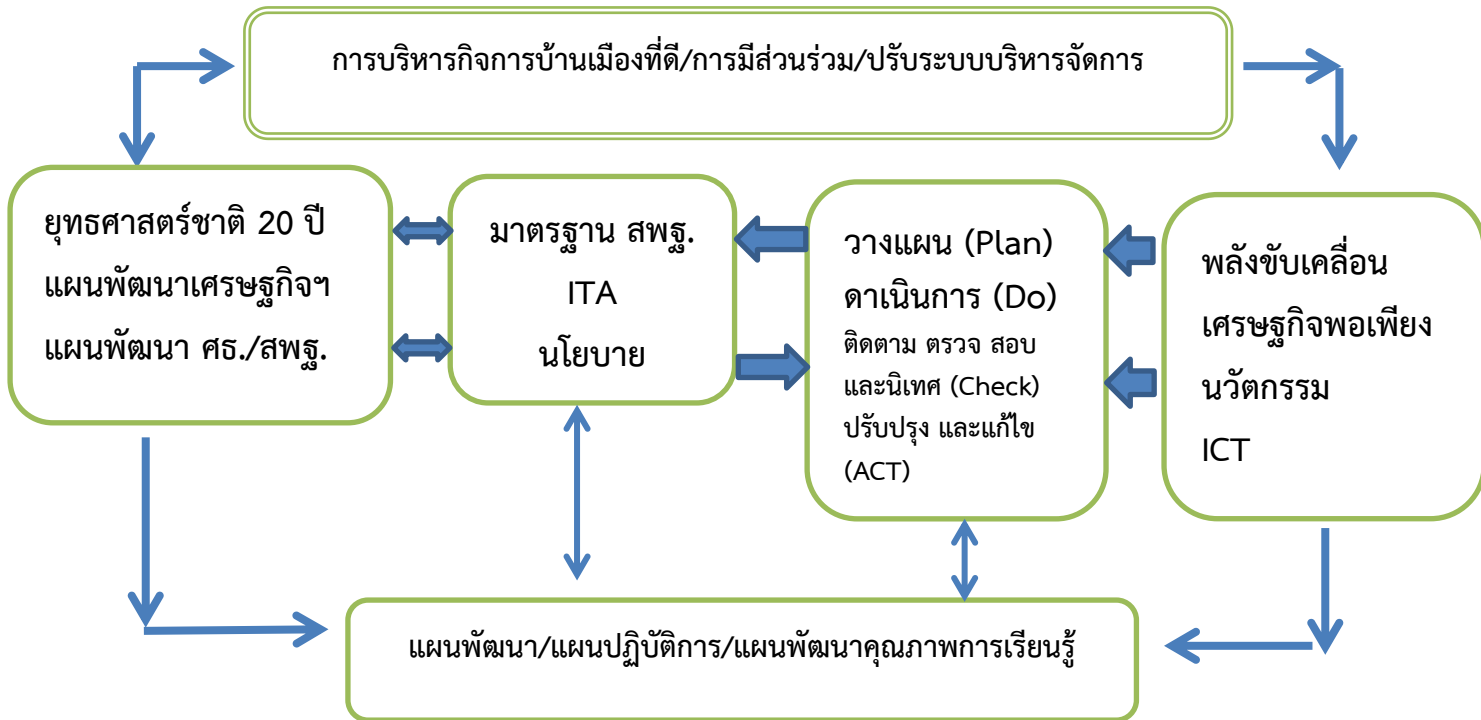 การบริหารกิจการบ้านเมืองที่ดี/การมีส่วนร่วม/ปรับระบบบริหารจัดการ
ยุทธศาสตร์ชาติ 20 ปี
แผนพัฒนาเศรษฐกิจฯ
แผนพัฒนา ศธ./สพฐ.
มาตรฐาน สพฐ.
ITA
นโยบาย
วางแผน (Plan)
ดาเนินการ (Do)
ติดตาม ตรวจ สอบ
และนิเทศ (Check)
ปรับปรุง และแก้ไข
(ACT)
พลังขับเคลื่อน
เศรษฐกิจพอเพียง
นวัตกรรม
ICT
แผนพัฒนา/แผนปฏิบัติการ/แผนพัฒนาคุณภาพการเรียนรู้